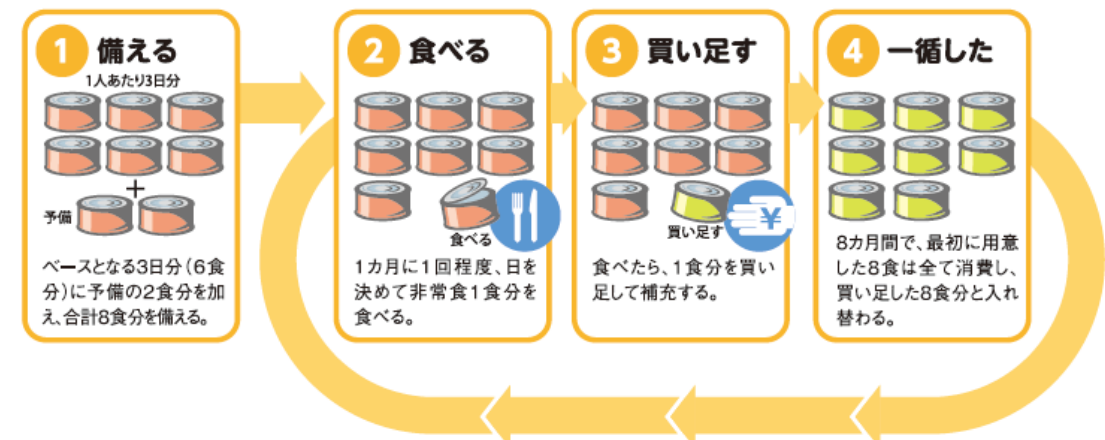 1 備える
1人あたり3日分
+
予備
ベースとなる3日分(6食
分)に予備の2食分を加
え、合計8食分を備える。
2 食べる
食べる
1カ月に1回程度、日を
決めて非常食1食分を
食べる。
3 買い足す
買い足す
¥
食べたら、1食分を買い
足して補充する。
4 一循した
8カ月間で、最初に用意
した8食は全て消費し、
買い足した8食分と入れ
替わる。